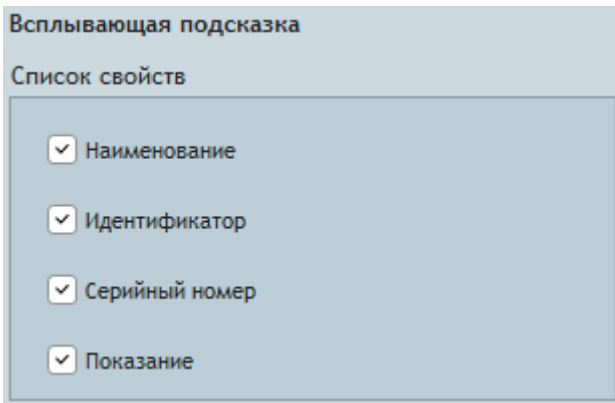 Всплывающая подсказка
Список свойств
Наименование
Идентификатор
Серийный номер
Показание